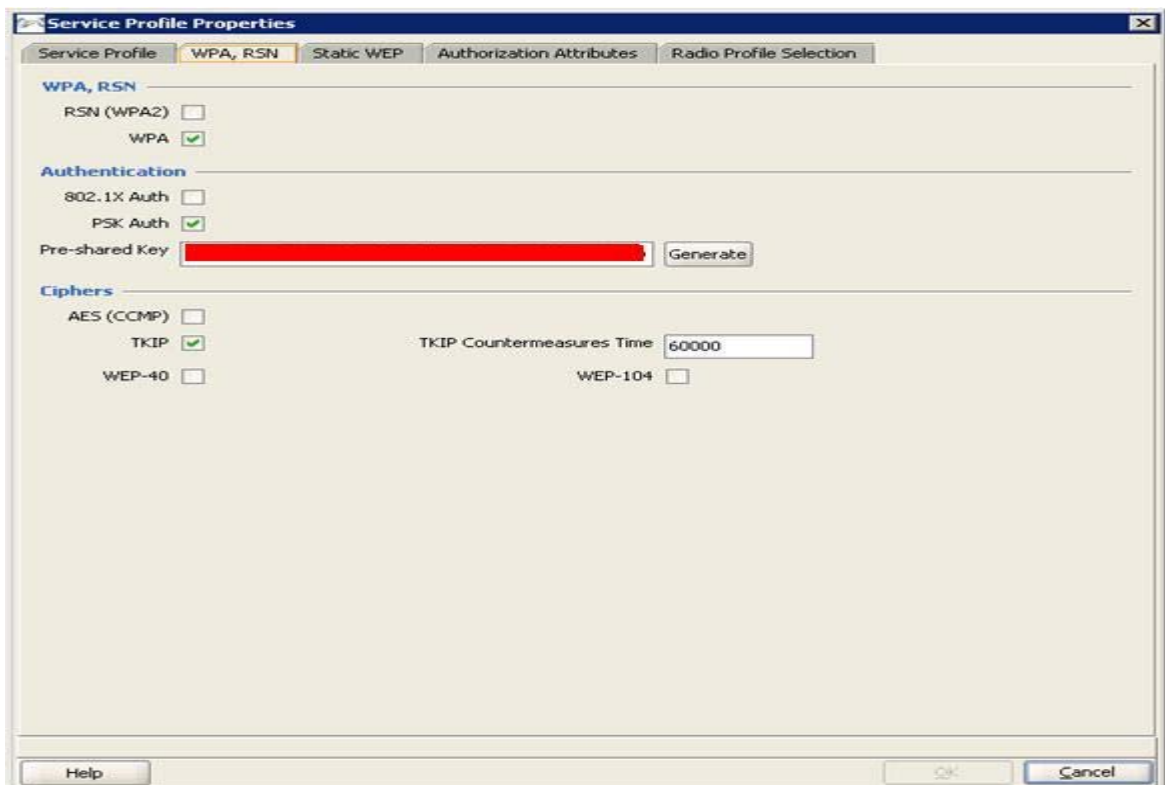 Service Profile Properties
Service Profile WPA, RSN Static WEP Authorization Attributes Radio Profile Selection
WPA, RSN
RSN (WPA2)
WPA
Authentication
802.1X Auth
PSK Auth
Pre-shared Key Generate
Ciphers
AES (CCMP)
TKIP TKIP Countermeasures Time 60000
WEP-40 WEP-104
Help OK Cancel